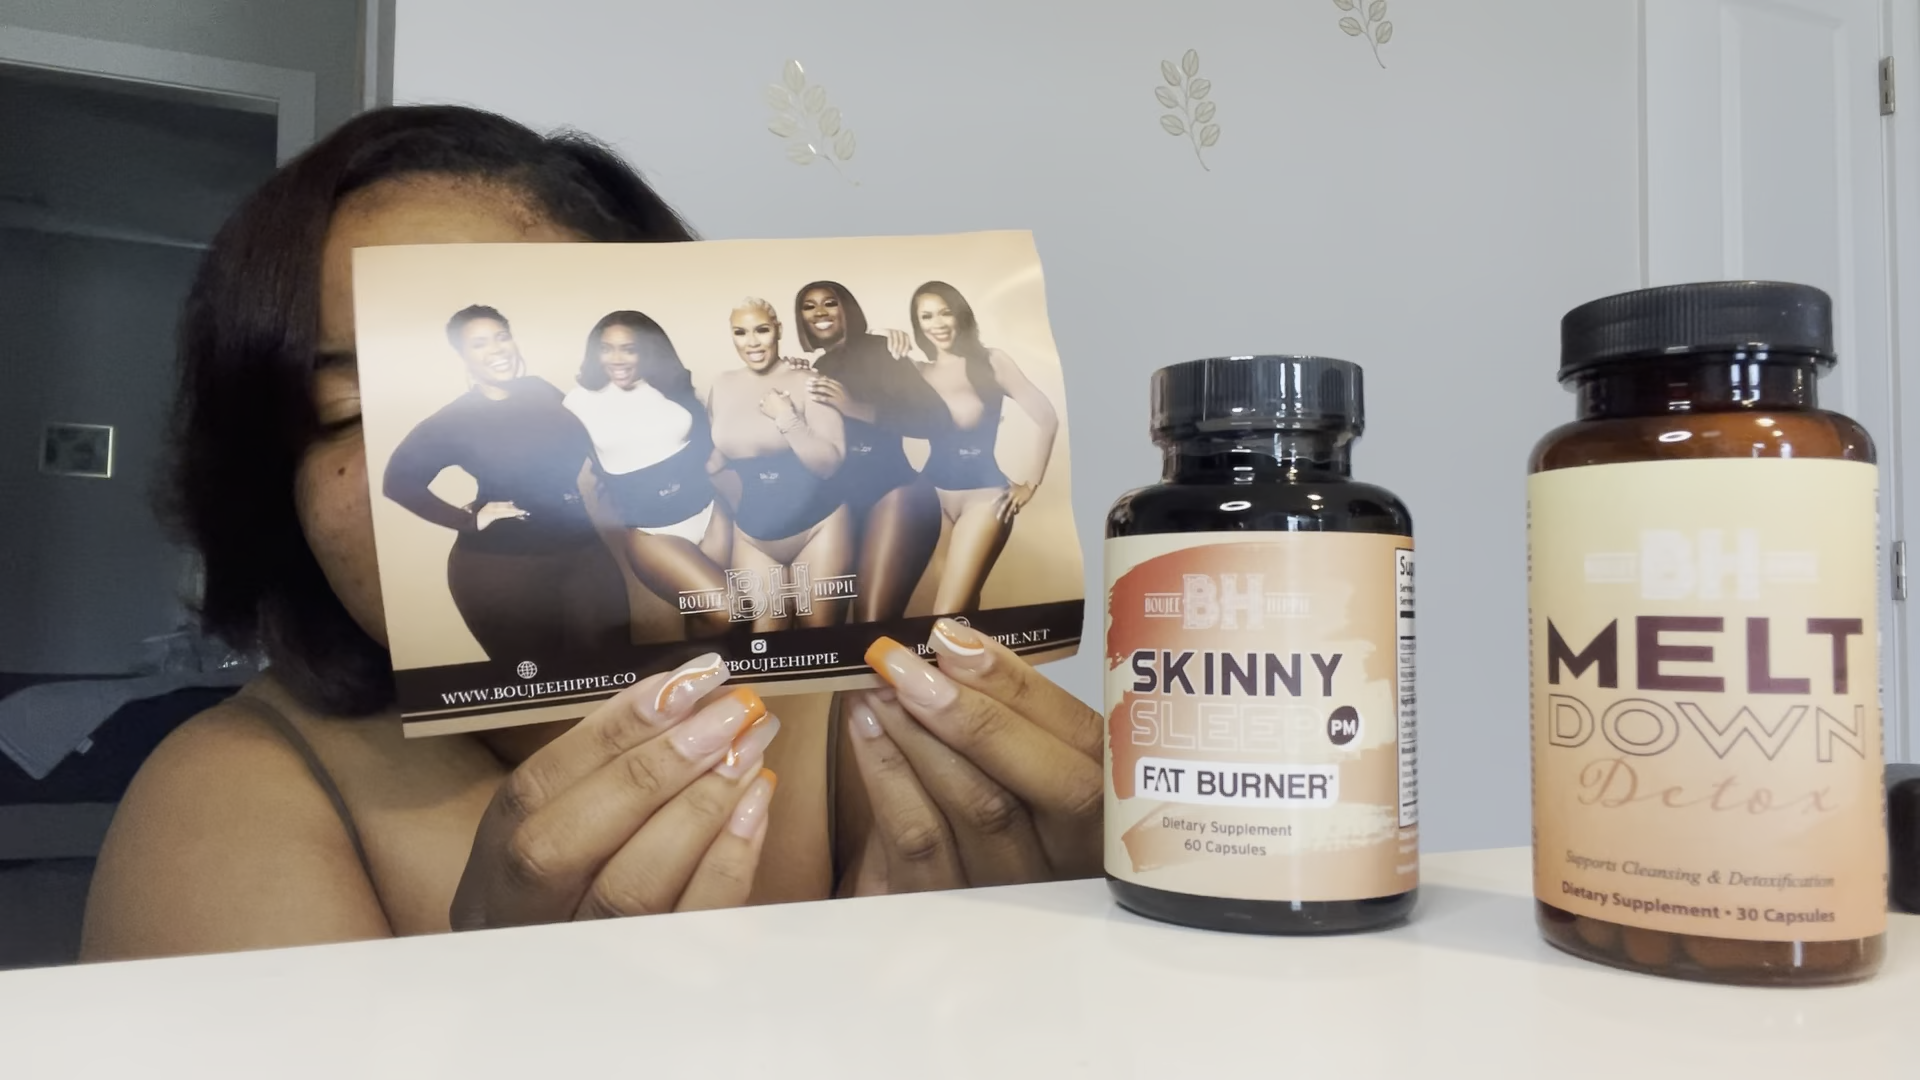 BOUJEE BH HIPPIE
WWW.BOUJEEHIPPIE.CO
BOUJEEHIPPIE
BOUJEE BH HIPPIE
SKINNY
SLEEP PM
FAT BURNER*
Dietary Supplement
60 Capsules
BH
MELT
DOWN
Detox
Supports Cleansing & Detoxification
Dietary Supplement • 30 Capsules